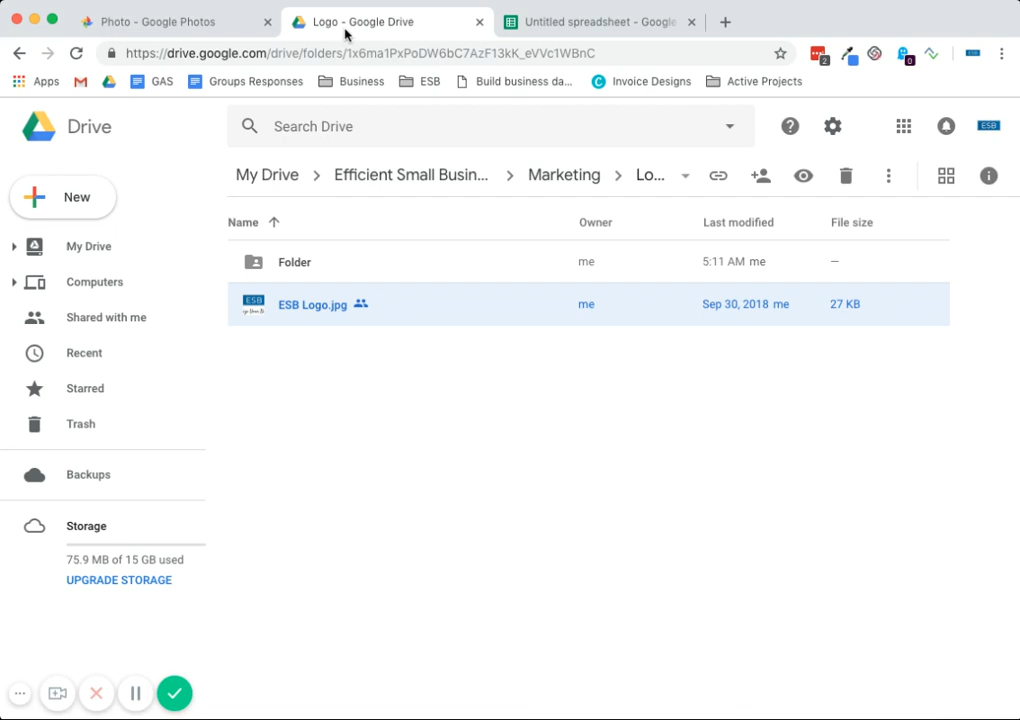 Photo - Google Photos
Logo - Google Drive
Untitled spreadsheet - Google
https://drive.google.com/drive/folders/1x6ma1PxPoDW6bC7AzF13kK_eVVc1WBnC
2
0
Apps
GAS
Groups Responses
Business
ESB
Build business da...
Invoice Designs
Active Projects
Drive
Search Drive
ESB
New
My Drive > Efficient Small Busin... > Marketing > Lo...
Name
Owner
Last modified
File size
Folder
me
5:11 AM me
–
ESB
ESB Logo.jpg
me
Sep 30, 2018 me
27 KB
My Drive
Computers
Shared with me
Recent
Starred
Trash
Backups
Storage
75.9 MB of 15 GB used
UPGRADE STORAGE